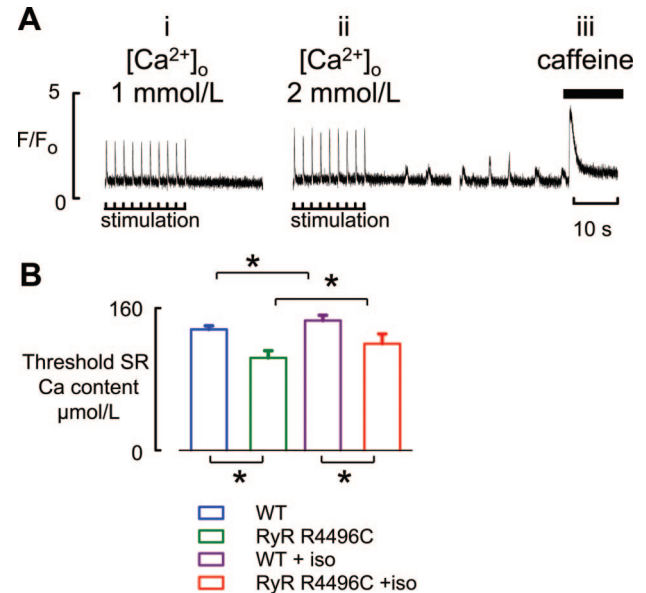 A
i
[Ca²⁺]ₒ
1 mmol/L
ii
[Ca²⁺]ₒ
2 mmol/L
iii
caffeine
5
F/Fₒ
0
stimulation
stimulation
10 s
B
*
*
160
Threshold SR
Ca content
µmol/L
0
*
*
WT
RyR R4496C
WT + iso
RyR R4496C +iso